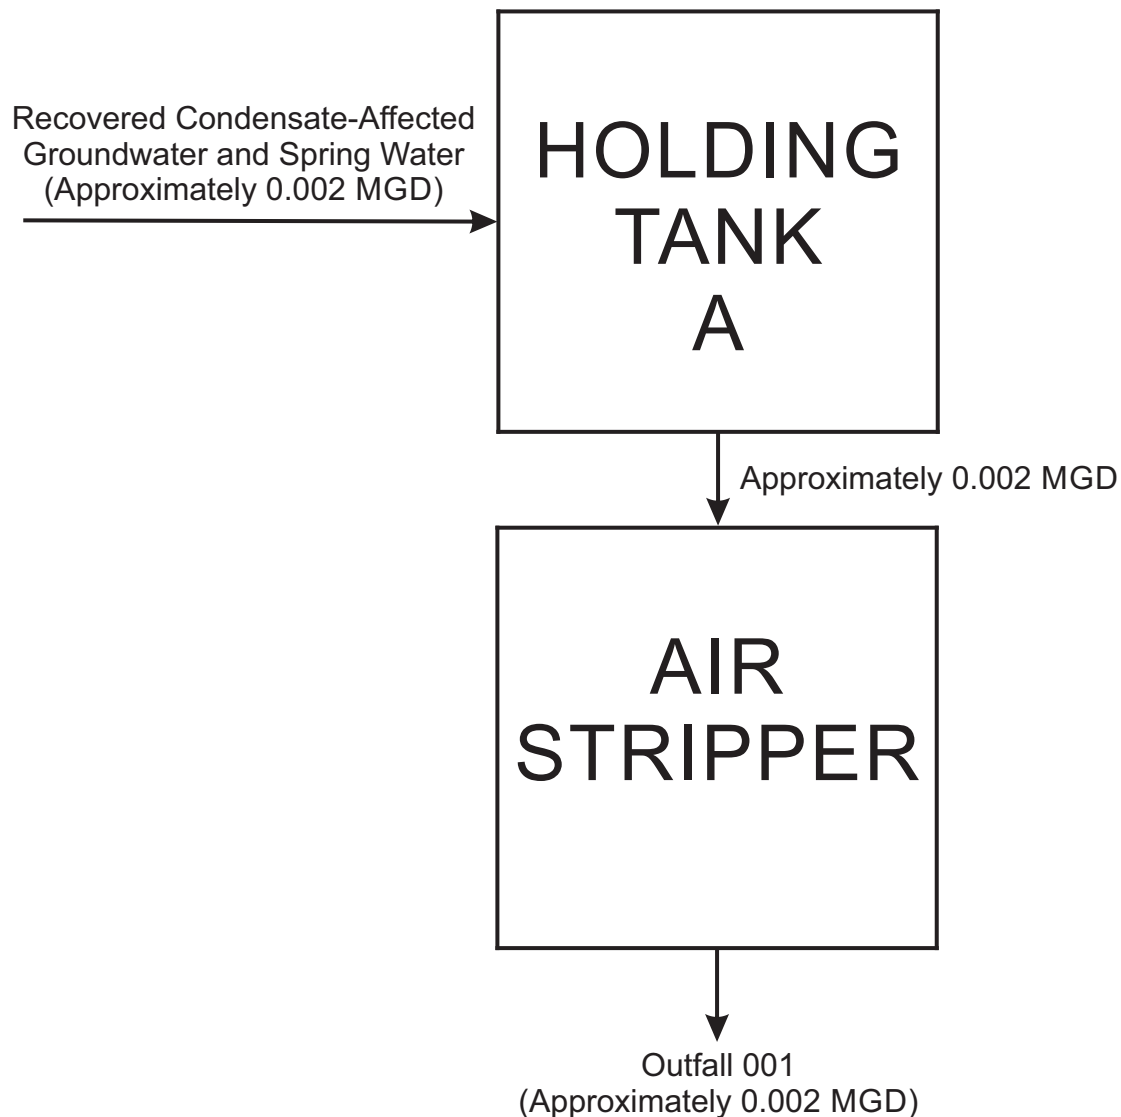 Recovered Condensate-Affected
Groundwater and Spring Water
(Approximately 0.002 MGD)
HOLDING
TANK
A
Approximately 0.002 MGD
AIR
STRIPPER
Outfall 001
(Approximately 0.002 MGD)